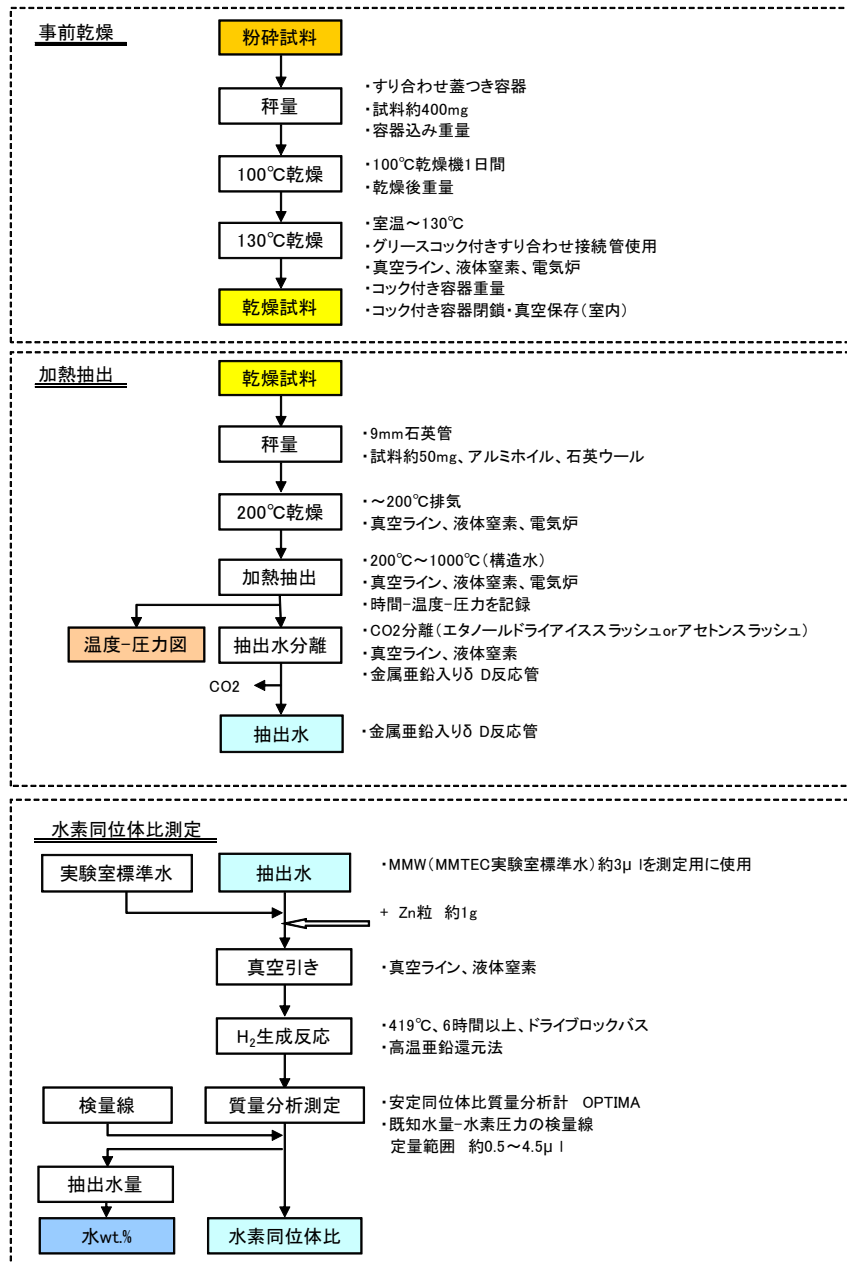 事前乾燥
粉砕試料
秤量
・すり合わせ蓋つき容器
・試料約400mg
・容器込み重量
100℃乾燥
・100℃乾燥機1日間
・乾燥後重量
130℃乾燥
・室温～130℃
・グリースコック付きすり合わせ接続管使用
・真空ライン、液体窒素、電気炉
・コック付き容器重量
・コック付き容器閉鎖・真空保存（室内）
乾燥試料
加熱抽出
乾燥試料
秤量
・9mm石英管
・試料約50mg、アルミホイル、石英ウール
200℃乾燥
・～200℃排気
・真空ライン、液体窒素、電気炉
加熱抽出
・200℃～1000℃（構造水）
・真空ライン、液体窒素、電気炉
・時間-温度-圧力を記録
温度-圧力図
抽出水分離
・CO2分離（エタノールドライアイススラッシュorアセトンスラッシュ）
・真空ライン、液体窒素
・金属亜鉛入りδ D反応管
CO2
抽出水
・金属亜鉛入りδ D反応管
水素同位体比測定
実験室標準水
抽出水
・MMW（MMTEC実験室標準水）約3μ lを測定用に使用
+ Zn粒 約1g
真空引き
・真空ライン、液体窒素
H₂生成反応
・419℃、6時間以上、ドライブロックバス
・高温亜鉛還元法
検量線
質量分析測定
・安定同位体比質量分析計 OPTIMA
・既知水量-水素圧力の検量線
定量範囲 約0.5～4.5μ l
抽出水量
水wt.%
水素同位体比